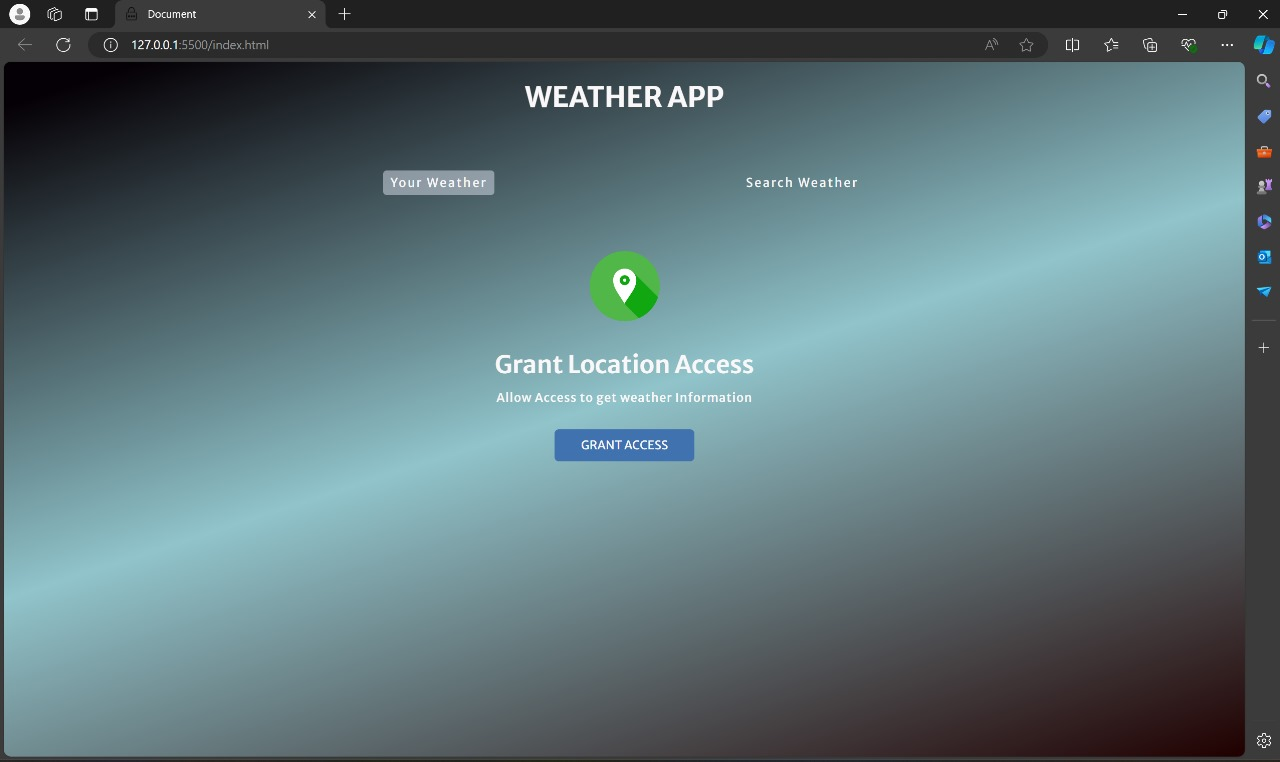 Document
127.0.0.1:5500/index.html
WEATHER APP
Your Weather
Search Weather
Grant Location Access
Allow Access to get weather Information
GRANT ACCESS